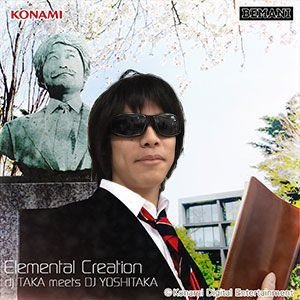 KONAMI
BEMANI
Elemental Creation
dj TAKA meets DJ YOSHITAKA
© Konami Digital Entertainment